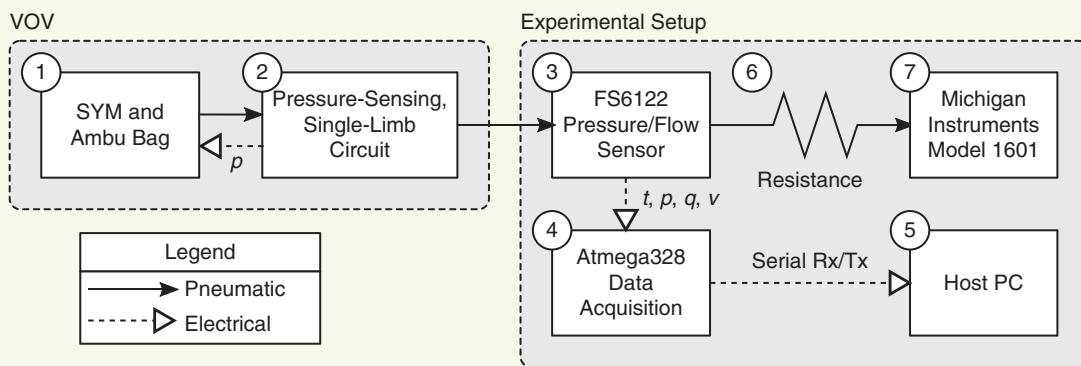 VOV
1
SYM and
Ambu Bag
2
Pressure-Sensing,
Single-Limb
Circuit
p
Experimental Setup
3
FS6122
Pressure/Flow
Sensor
6
Resistance
7
Michigan
Instruments
Model 1601
t, p, q, v
4
Atmega328
Data
Acquisition
Serial Rx/Tx
5
Host PC
Legend
Pneumatic
Electrical